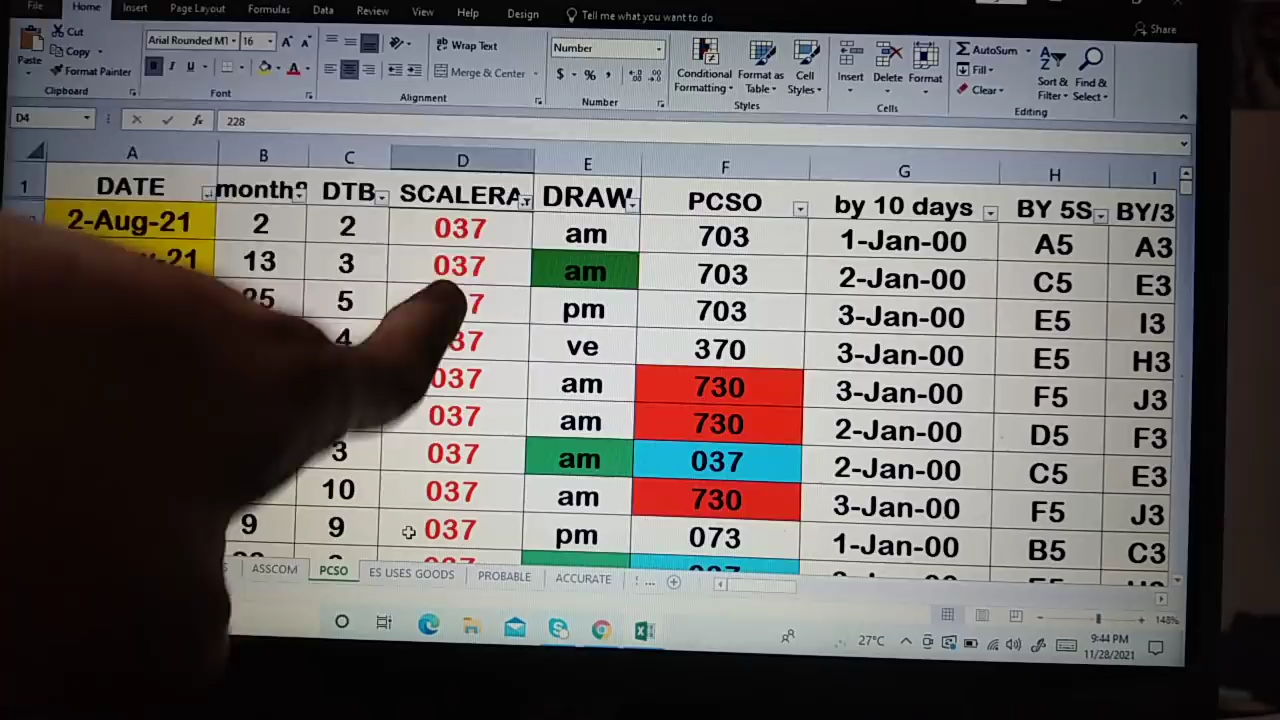 File Home Insert Page Layout Formulas Data Review View Help Design Tell me what you want to do
Share
Paste Cut Copy Format Painter
Arial Rounded MT 16
Wrap Text
Merge & Center
Number
$ % ,
Conditional Formatting Format as Table Cell Styles
Insert Delete Format
AutoSum Fill Clear
Sort & Filter Find & Select
Clipboard Font Alignment Number Styles Cells Editing
D4 fx 228
A B C D E F G H I
1 DATE month DTB SCALERA DRAW PCSO by 10 days BY 5S BY/3
2-Aug-21 2 2 037 am 703 1-Jan-00 A5 A3
-21 13 3 037 am 703 2-Jan-00 C5 E3
25 5 7 pm 703 3-Jan-00 E5 I3
4 37 ve 370 3-Jan-00 E5 H3
037 am 730 3-Jan-00 F5 J3
037 am 730 2-Jan-00 D5 F3
3 037 am 037 2-Jan-00 C5 E3
10 037 am 730 3-Jan-00 F5 J3
9 9 037 pm 073 1-Jan-00 B5 C3
ASSCOM PCSO ES USES GOODS PROBABLE ACCURATE ...
148%
27°C
9:44 PM
11/28/2021